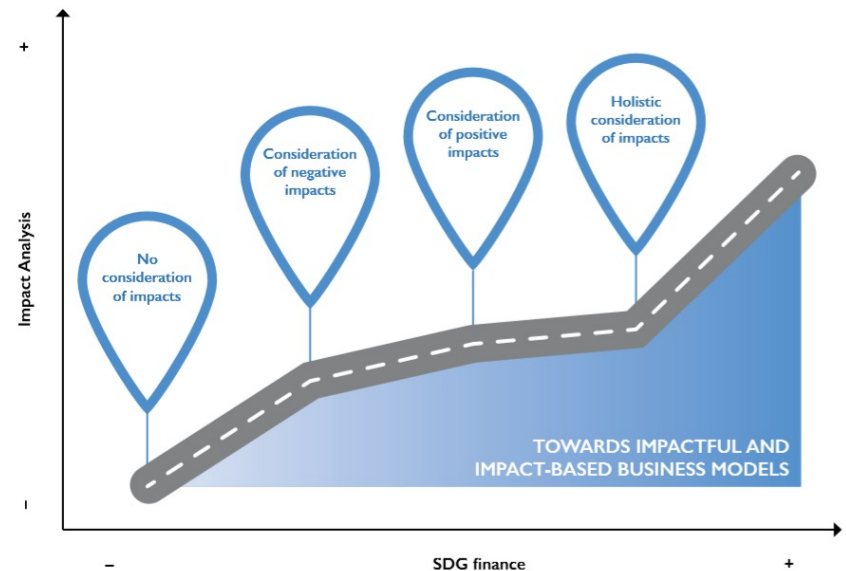 +
Impact Analysis
–
No
consideration
of impacts
Consideration
of negative
impacts
Consideration
of positive
impacts
Holistic
consideration
of impacts
TOWARDS IMPACTFUL AND
IMPACT-BASED BUSINESS MODELS
–
SDG finance
+